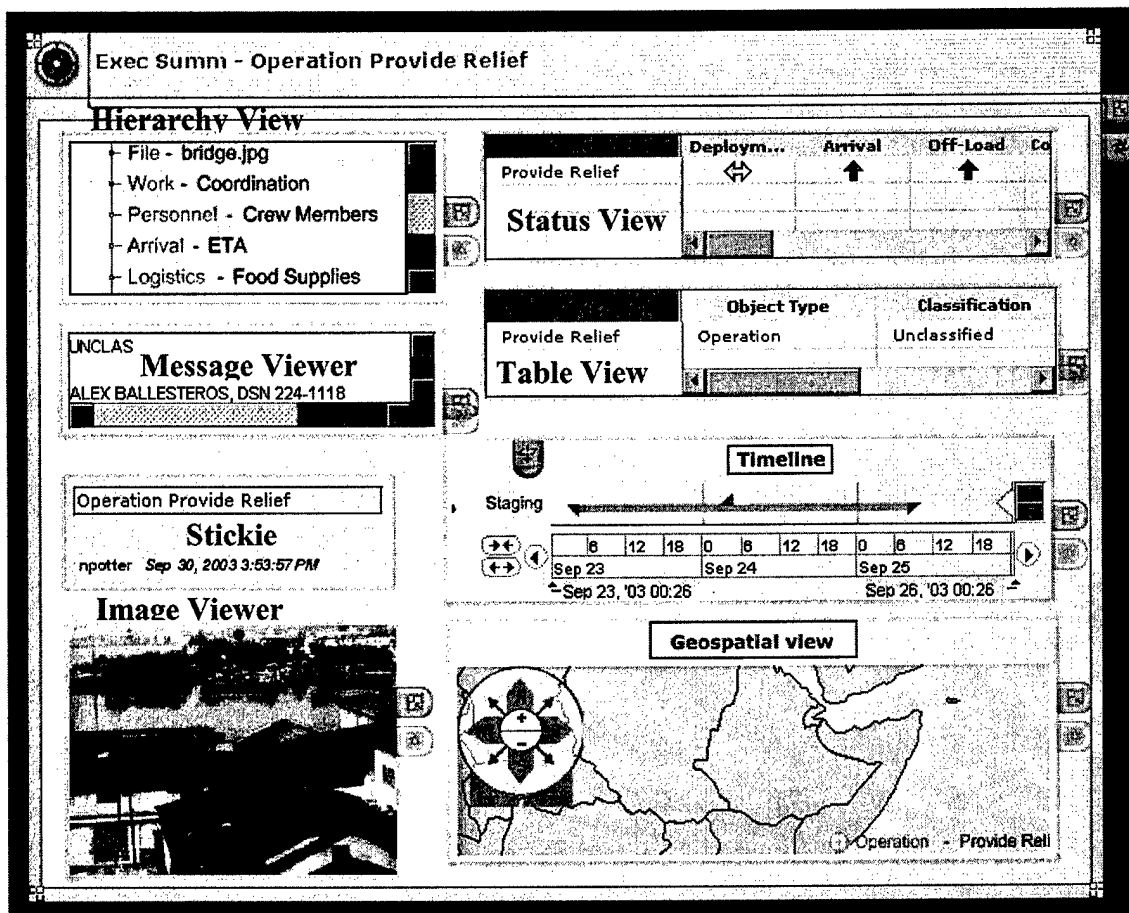 Exec Summ - Operation Provide Relief
Hierarchy View
File - bridge.jpg
Work - Coordination
Personnel - Crew Members
Arrival - ETA
Logistics - Food Supplies
UNCLAS
Message Viewer
ALEX BALLESTEROS, DSN 224-1118
Operation Provide Relief
Stickie
npotter Sep 30, 2003 3:53:57 PM
Image Viewer
Deploym... Arrival Off-Load Co
Provide Relief
Status View
Object Type Classification
Provide Relief Operation Unclassified
Table View
Timeline
Staging
6 12 18 0 6 12 18 0 6 12 18
Sep 23 Sep 24 Sep 25
Sep 23, '03 00:26 Sep 26, '03 00:26
Geospatial view
Operation - Provide Reli